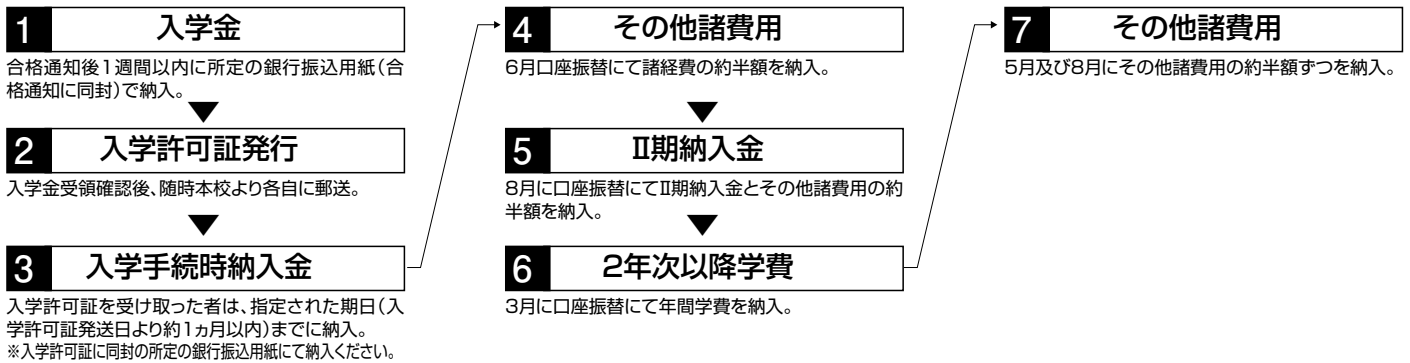 1 入学金
合格通知後1週間以内に所定の銀行振込用紙(合
格通知に同封)で納入。
2 入学許可証発行
入学金受領確認後、随時本校より各自に郵送。
3 入学手続時納入金
入学許可証を受け取った者は、指定された期日(入
学許可証発送日より約1ヵ月以内)までに納入。
※入学許可証に同封の所定の銀行振込用紙にて納入ください。
4 その他諸費用
6月口座振替にて諸経費の約半額を納入。
5 Ⅱ期納入金
8月に口座振替にてⅡ期納入金とその他諸費用の約
半額を納入。
6 2年次以降学費
3月に口座振替にて年間学費を納入。
7 その他諸費用
5月及び8月にその他諸費用の約半額ずつを納入。